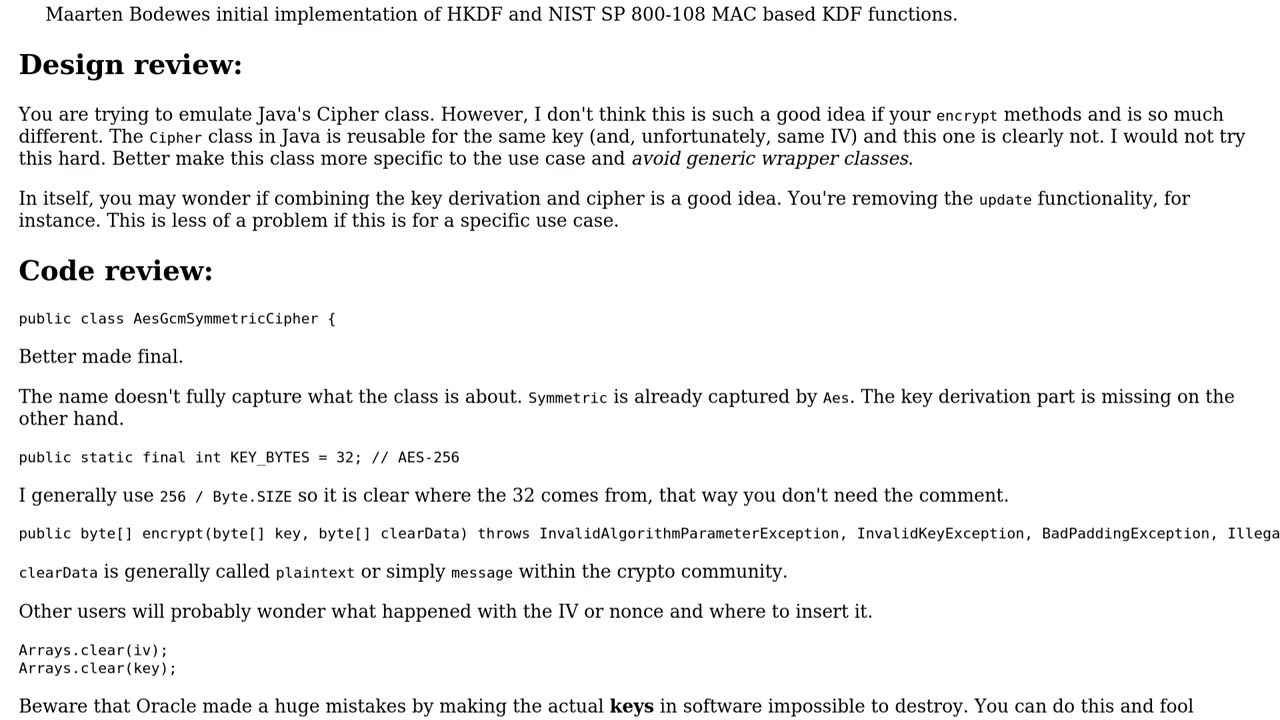 Maarten Bodewes initial implementation of HKDF and NIST SP 800-108 MAC based KDF functions.
Design review:
You are trying to emulate Java's Cipher class. However, I don't think this is such a good idea if your encrypt methods and is so much
different. The Cipher class in Java is reusable for the same key (and, unfortunately, same IV) and this one is clearly not. I would not try
this hard. Better make this class more specific to the use case and avoid generic wrapper classes.
In itself, you may wonder if combining the key derivation and cipher is a good idea. You're removing the update functionality, for
instance. This is less of a problem if this is for a specific use case.
Code review:
public class AesGcmSymmetricCipher {
Better made final.
The name doesn't fully capture what the class is about. Symmetric is already captured by Aes. The key derivation part is missing on the
other hand.
public static final int KEY_BYTES = 32; // AES-256
I generally use 256 / Byte.SIZE so it is clear where the 32 comes from, that way you don't need the comment.
public byte[] encrypt(byte[] key, byte[] clearData) throws InvalidAlgorithmParameterException, InvalidKeyException, BadPaddingException, Illega
clearData is generally called plaintext or simply message within the crypto community.
Other users will probably wonder what happened with the IV or nonce and where to insert it.
Arrays.clear(iv);
Arrays.clear(key);
Beware that Oracle made a huge mistakes by making the actual keys in software impossible to destroy. You can do this and fool